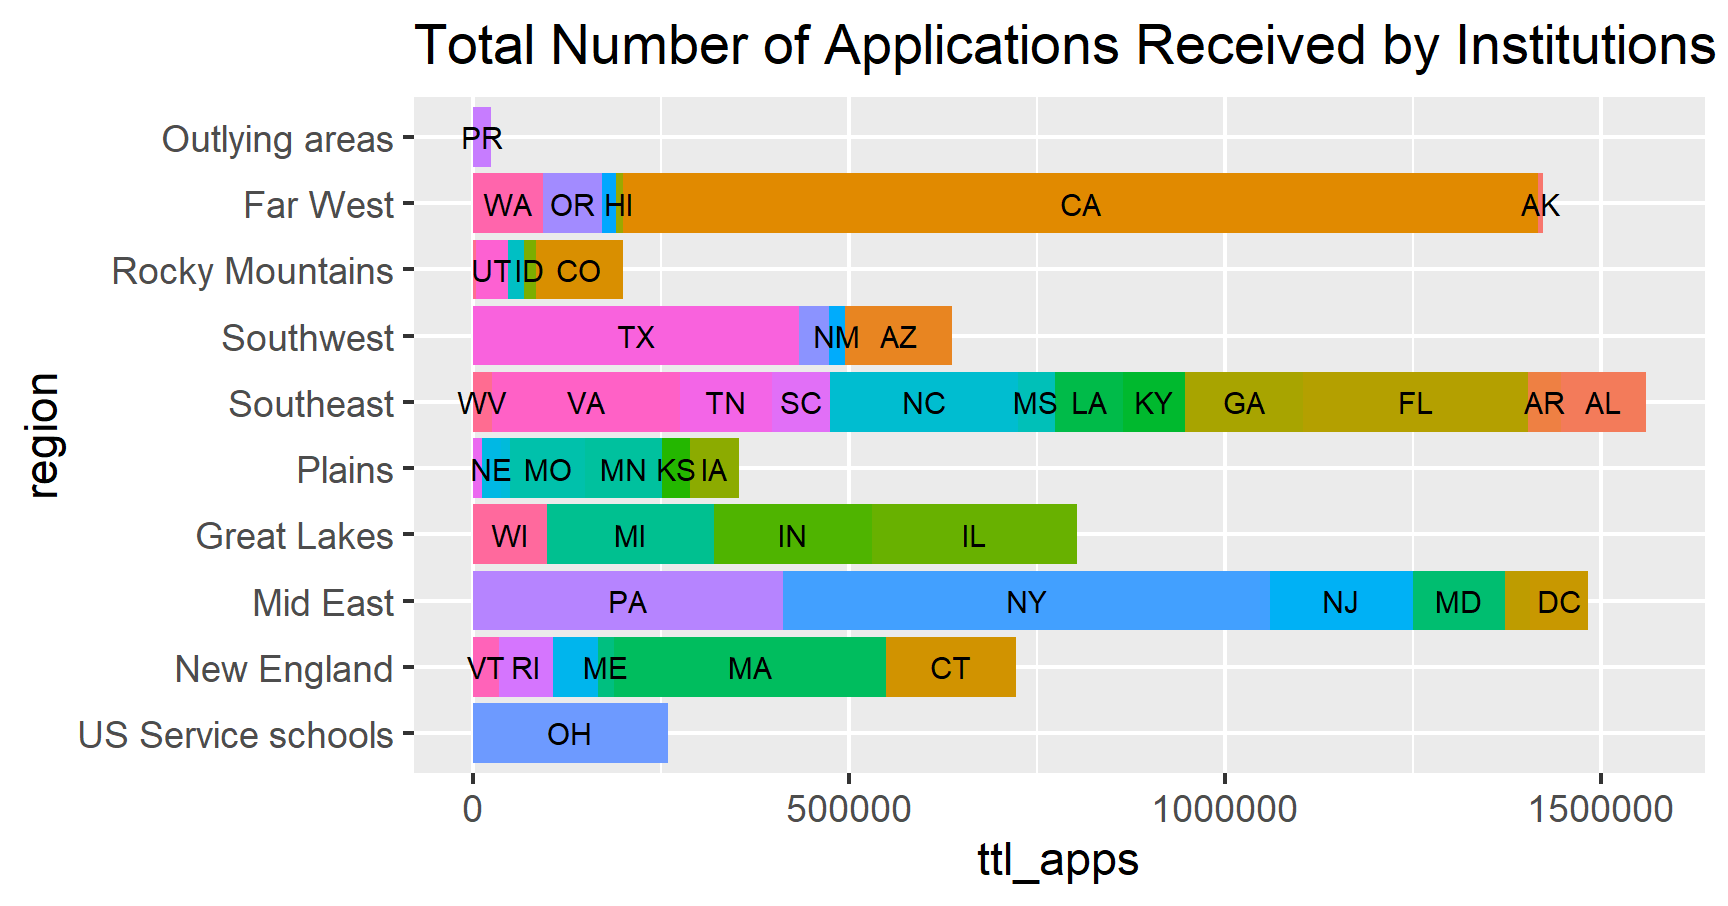 Total Number of Applications Received by Institutions
Outlying areas
PR
Far West
WA OR HI CA AK
Rocky Mountains
UT ID CO
Southwest
TX NM AZ
Southeast
WV VA TN SC NC MS LA KY GA FL AR AL
Plains
NE MO MN KS IA
Great Lakes
WI MI IN IL
Mid East
PA NY NJ MD DC
New England
VT RI ME MA CT
US Service schools
OH
region
0 500000 1000000 1500000
ttl_apps